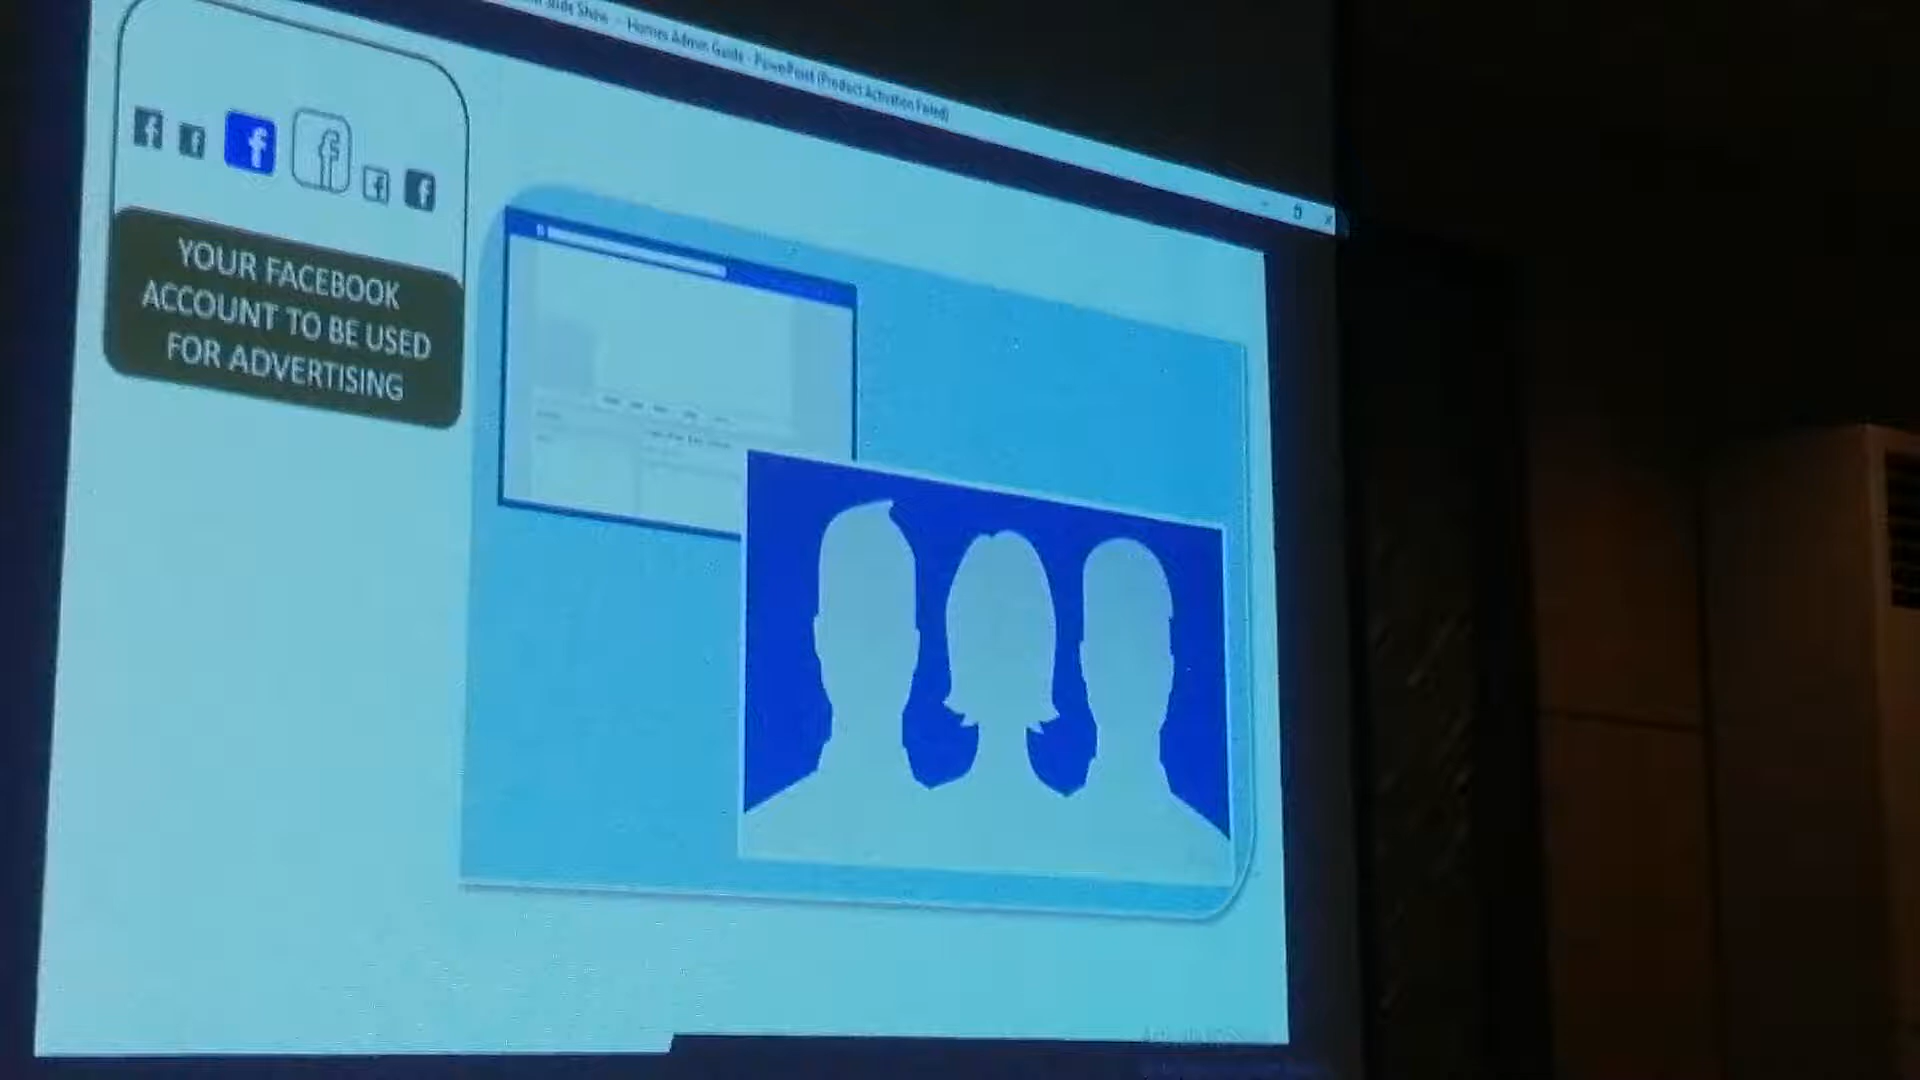 Slide Show - Homes Admin Guide - PowerPoint (Product Activation Failed)
YOUR FACEBOOK
ACCOUNT TO BE USED
FOR ADVERTISING